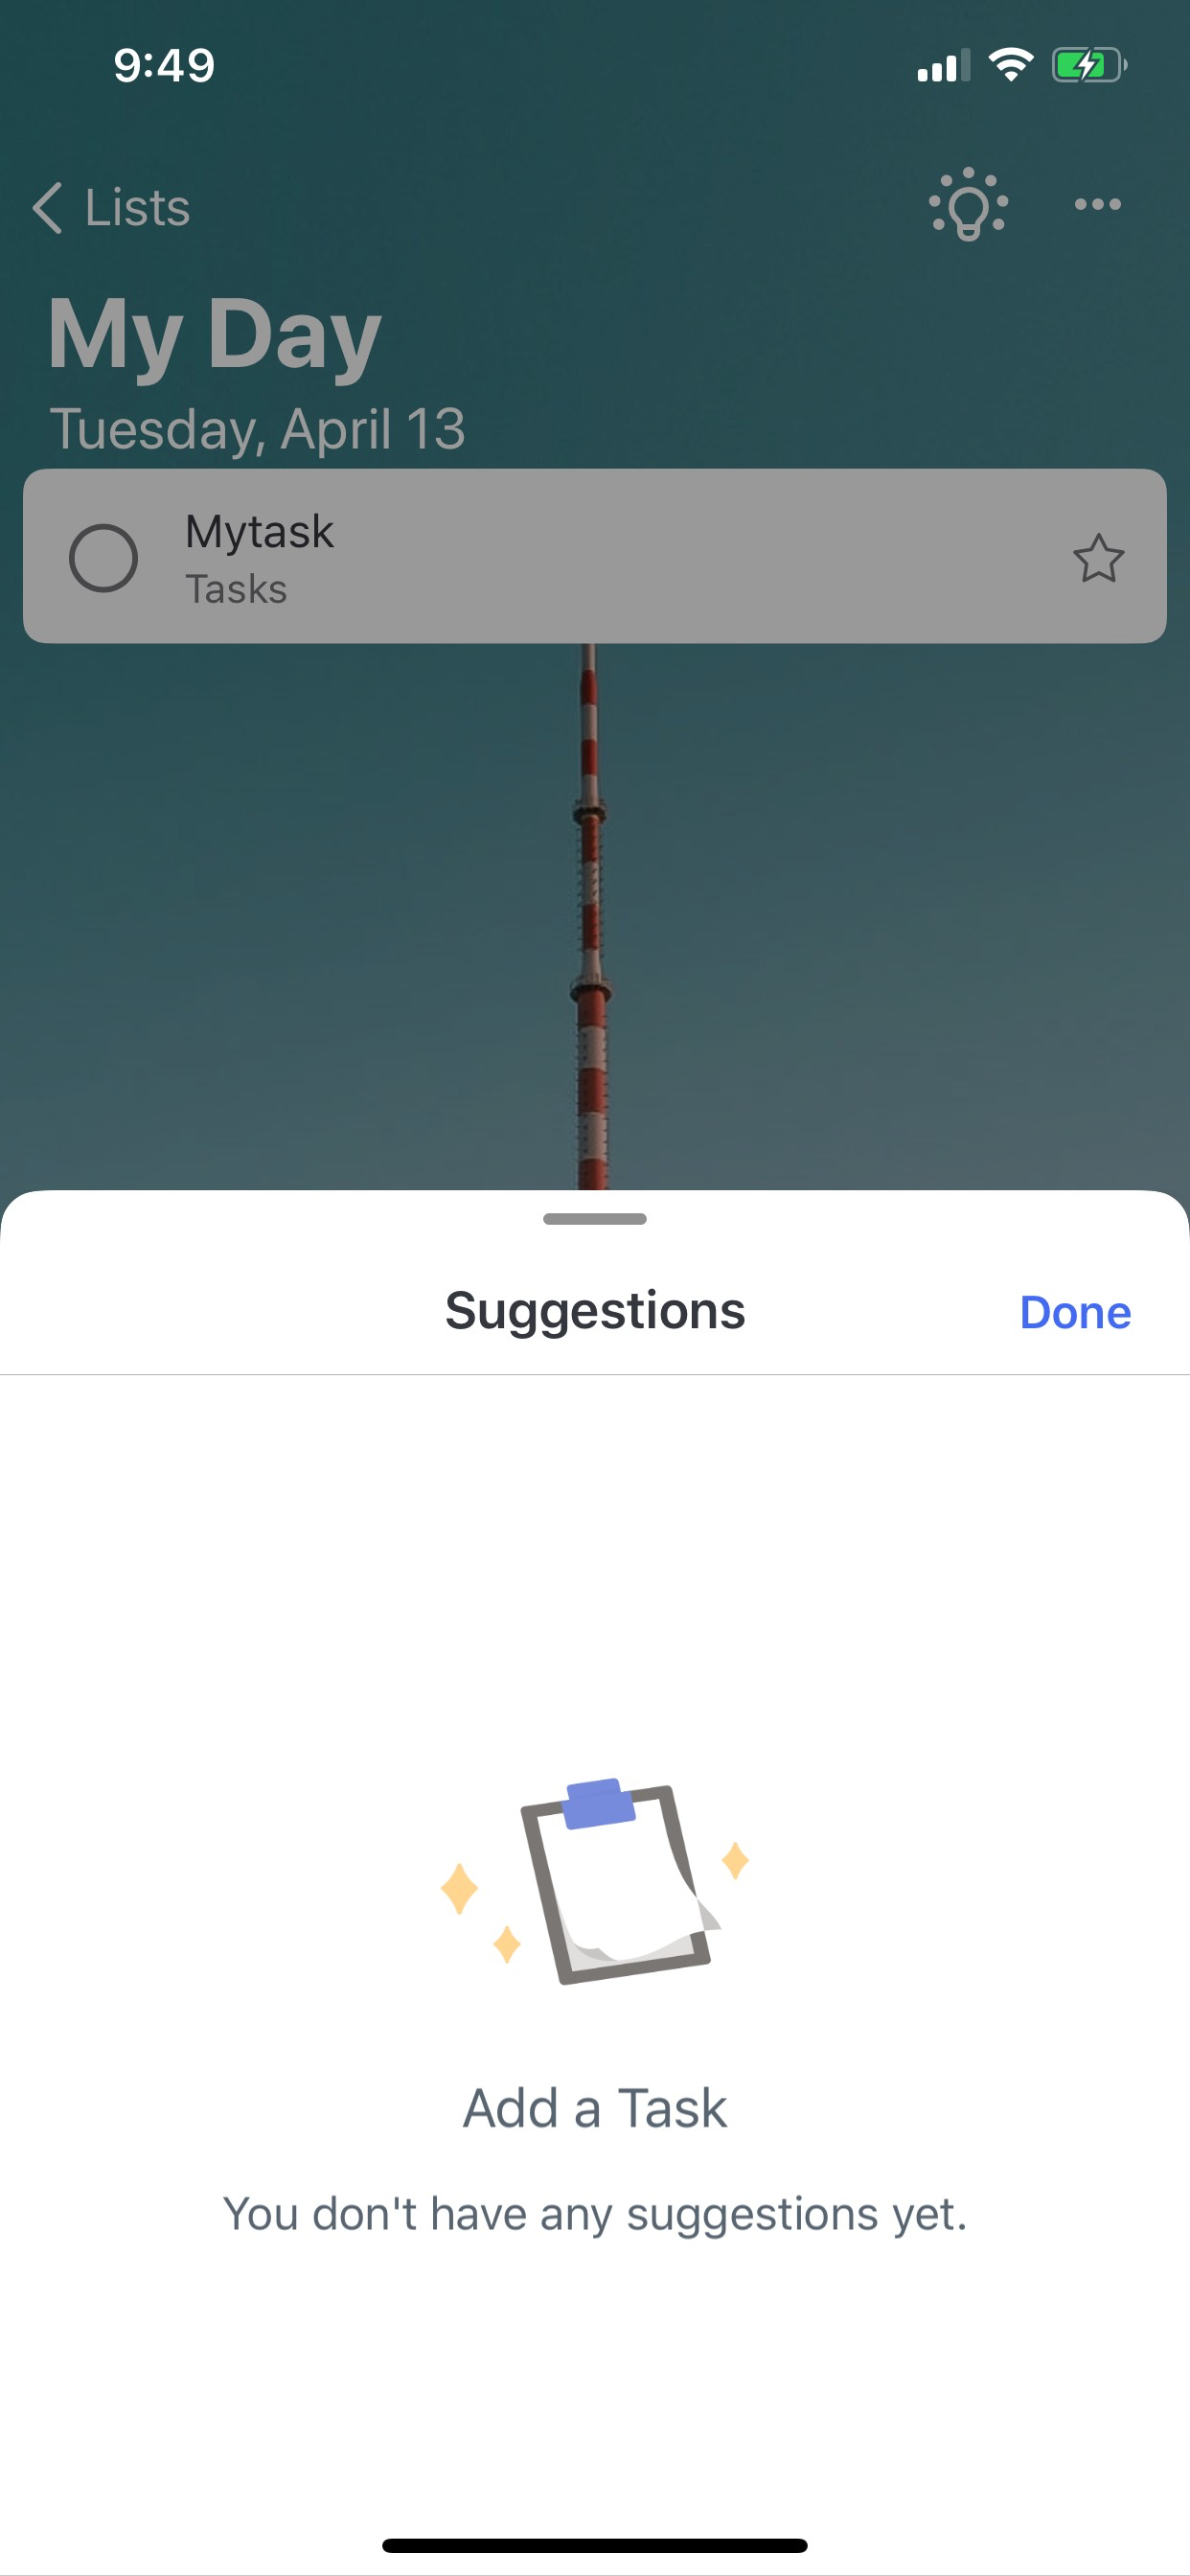 9:49
Lists
My Day
Tuesday, April 13
Mytask
Tasks
Suggestions
Done
Add a Task
You don't have any suggestions yet.